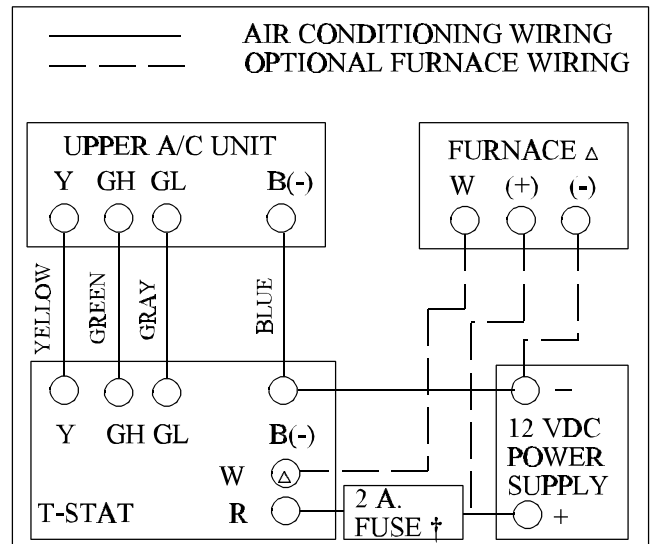 AIR CONDITIONING WIRING
OPTIONAL FURNACE WIRING
UPPER A/C UNIT
Y GH GL B(-)
FURNACE △
W (+) (-)
YELLOW
GREEN
GRAY
BLUE
Y GH GL B(-)
W △
T-STAT R
2 A.
FUSE †
−
12 VDC
POWER
SUPPLY
+